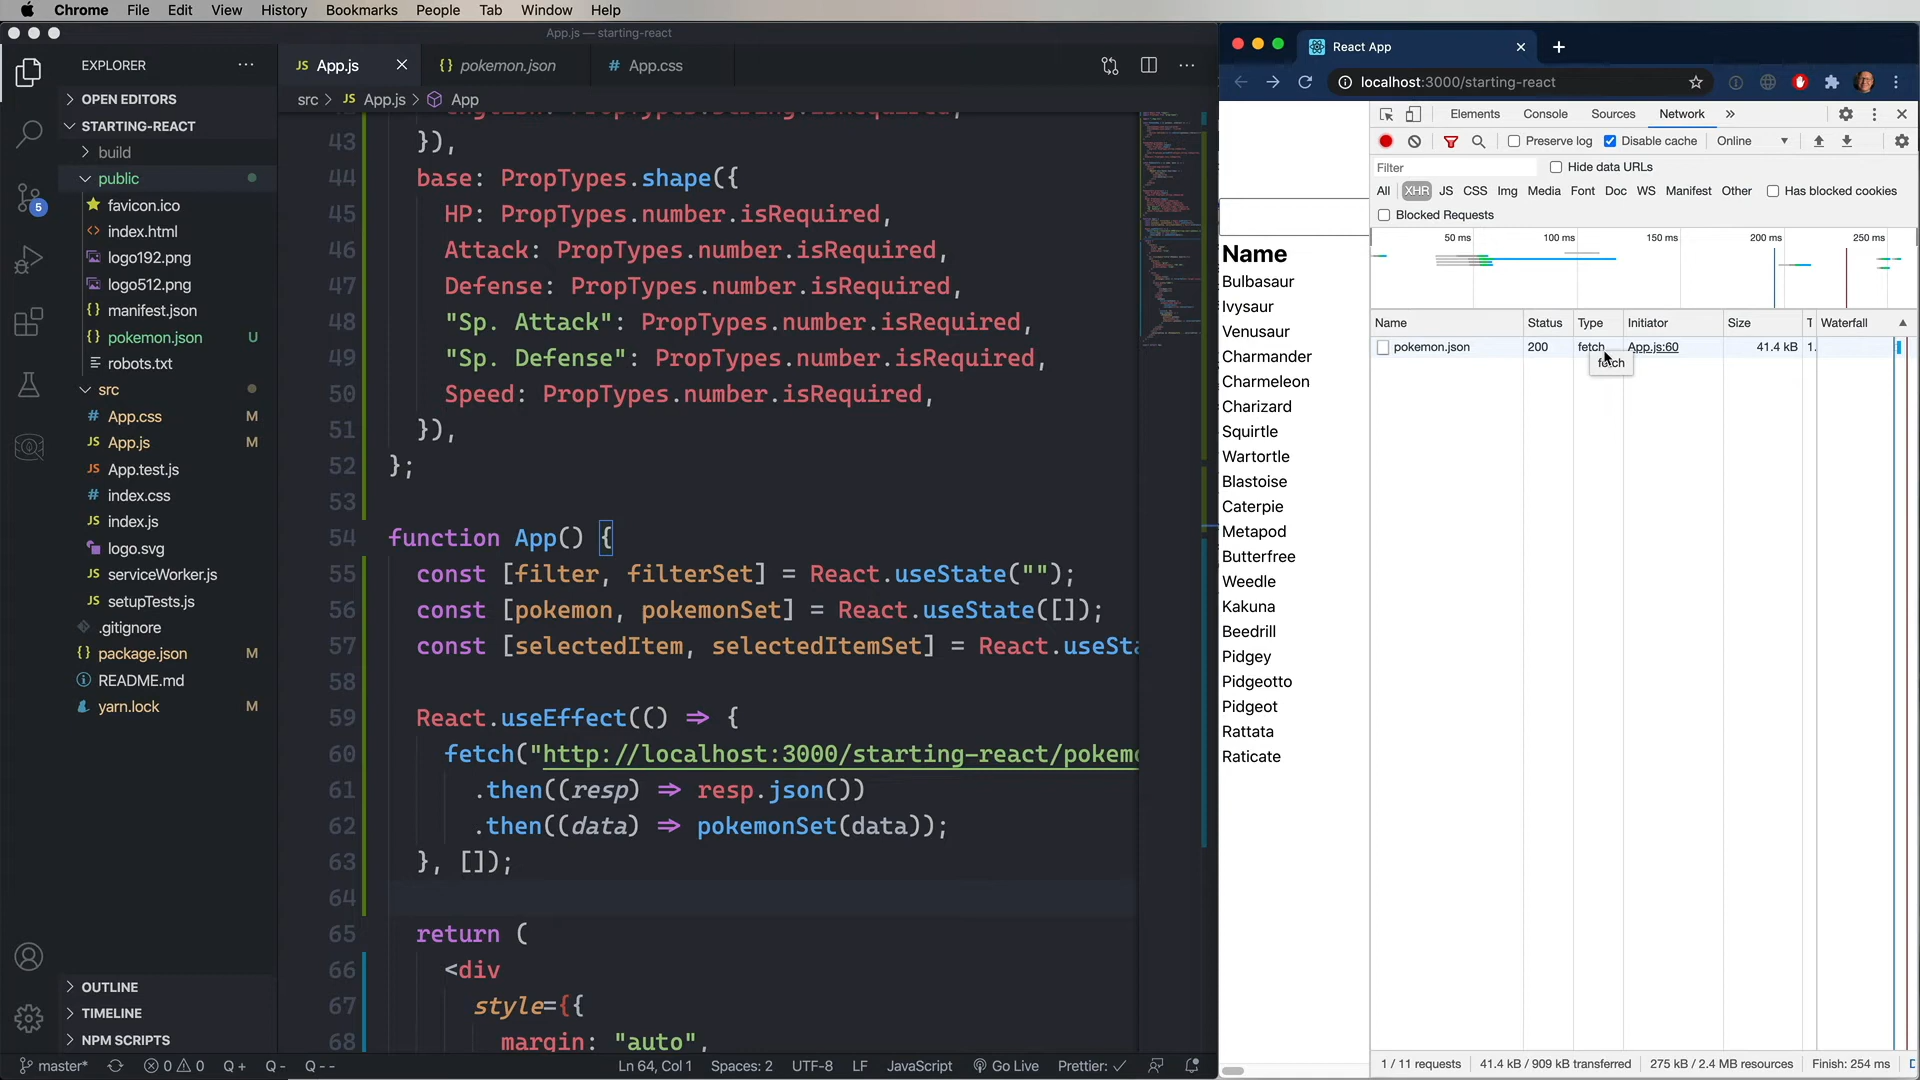 Chrome File Edit View History Bookmarks People Tab Window Help
App.js — starting-react
EXPLORER
OPEN EDITORS
STARTING-REACT
build
public
favicon.ico
index.html
logo192.png
logo512.png
manifest.json
pokemon.json U
robots.txt
src
App.css M
App.js M
App.test.js
index.css
index.js
logo.svg
serviceWorker.js
setupTests.js
.gitignore
package.json M
README.md
yarn.lock M
OUTLINE
TIMELINE
NPM SCRIPTS
5
JS App.js
{} pokemon.json
# App.css
src > JS App.js > App
43 }),
44 base: PropTypes.shape({
45 HP: PropTypes.number.isRequired,
46 Attack: PropTypes.number.isRequired,
47 Defense: PropTypes.number.isRequired,
48 "Sp. Attack": PropTypes.number.isRequired,
49 "Sp. Defense": PropTypes.number.isRequired,
50 Speed: PropTypes.number.isRequired,
51 }),
52 };
53
54 function App() {
55 const [filter, filterSet] = React.useState("");
56 const [pokemon, pokemonSet] = React.useState([]);
57 const [selectedItem, selectedItemSet] = React.useSta
58
59 React.useEffect(() => {
60 fetch("http://localhost:3000/starting-react/pokem
61 .then((resp) => resp.json())
62 .then((data) => pokemonSet(data));
63 }, []);
64
65 return (
66 <div
67 style={{
68 margin: "auto",
master* 0 0 Q+ Q- Q-- Ln 64, Col 1 Spaces: 2 UTF-8 LF JavaScript Go Live Prettier: ✓
React App
localhost:3000/starting-react
Name
Bulbasaur
Ivysaur
Venusaur
Charmander
Charmeleon
Charizard
Squirtle
Wartortle
Blastoise
Caterpie
Metapod
Butterfree
Weedle
Kakuna
Beedrill
Pidgey
Pidgeotto
Pidgeot
Rattata
Raticate
Elements Console Sources Network »
Preserve log Disable cache Online
Filter Hide data URLs
All XHR JS CSS Img Media Font Doc WS Manifest Other Has blocked cookies
Blocked Requests
50 ms 100 ms 150 ms 200 ms 250 ms
Name Status Type Initiator Size T Waterfall
pokemon.json 200 fetch App.js:60 41.4 kB 1.
fetch
1 / 11 requests 41.4 kB / 909 kB transferred 275 kB / 2.4 MB resources Finish: 254 ms